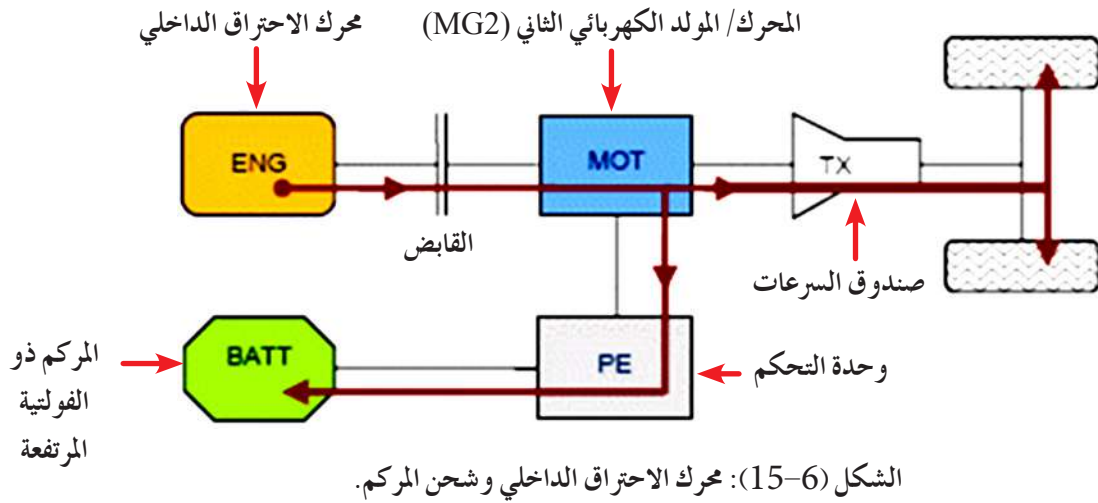 محرك الاحتراق الداخلي
المحرك/ المولد الكهربائي الثاني (MG2)
ENG
MOT
TX
القابض
صندوق السرعات
BATT
PE
المركم ذو
الفولتية
المرتفعة
وحدة التحكم
الشكل (6–15): محرك الاحتراق الداخلي وشحن المركم.